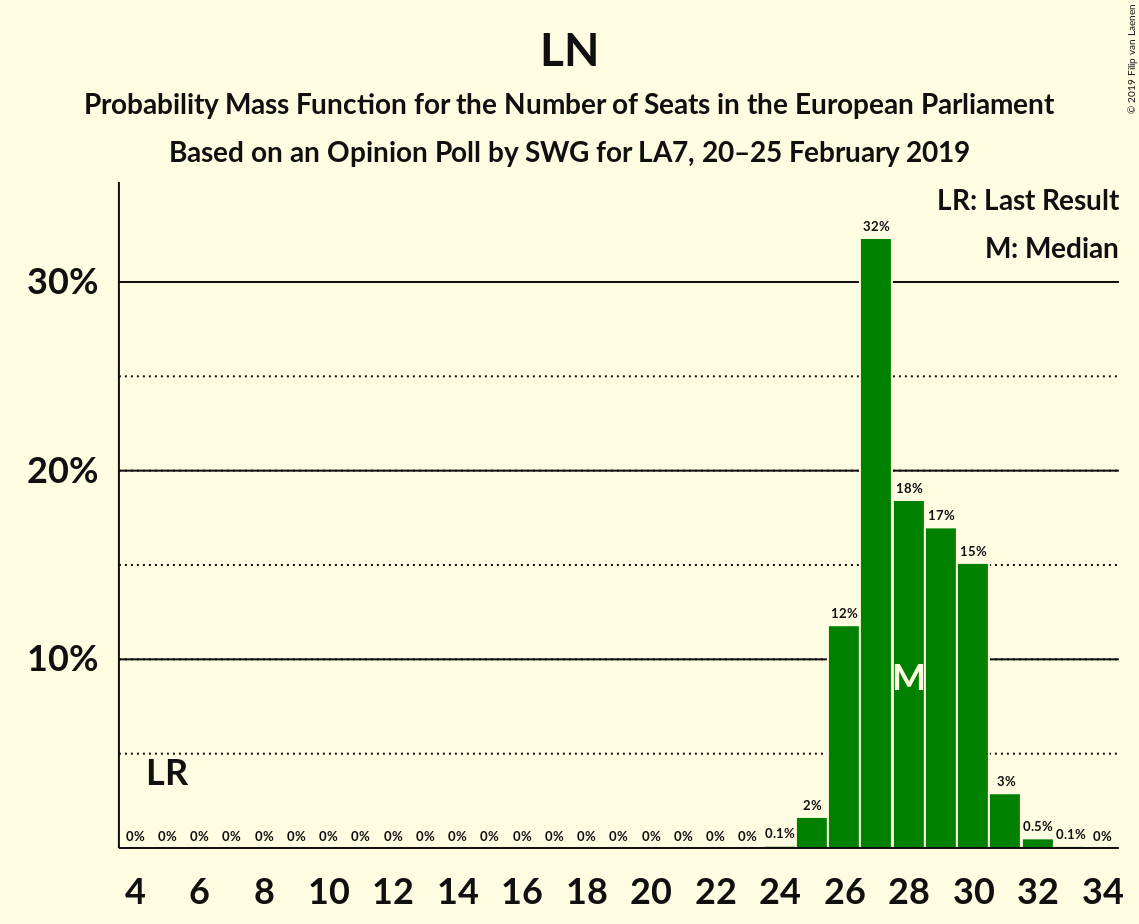 LN
Probability Mass Function for the Number of Seats in the European Parliament
Based on an Opinion Poll by SWG for LA7, 20–25 February 2019
© 2019 Filip van Laenen
LR: Last Result
M: Median
30%
20%
10%
32%
18%
17%
15%
12%
M
LR
0% 0% 0% 0% 0% 0% 0% 0% 0% 0% 0% 0% 0% 0% 0% 0% 0% 0% 0% 0% 0.1% 2% 3% 0.5% 0.1% 0%
4 6 8 10 12 14 16 18 20 22 24 26 28 30 32 34